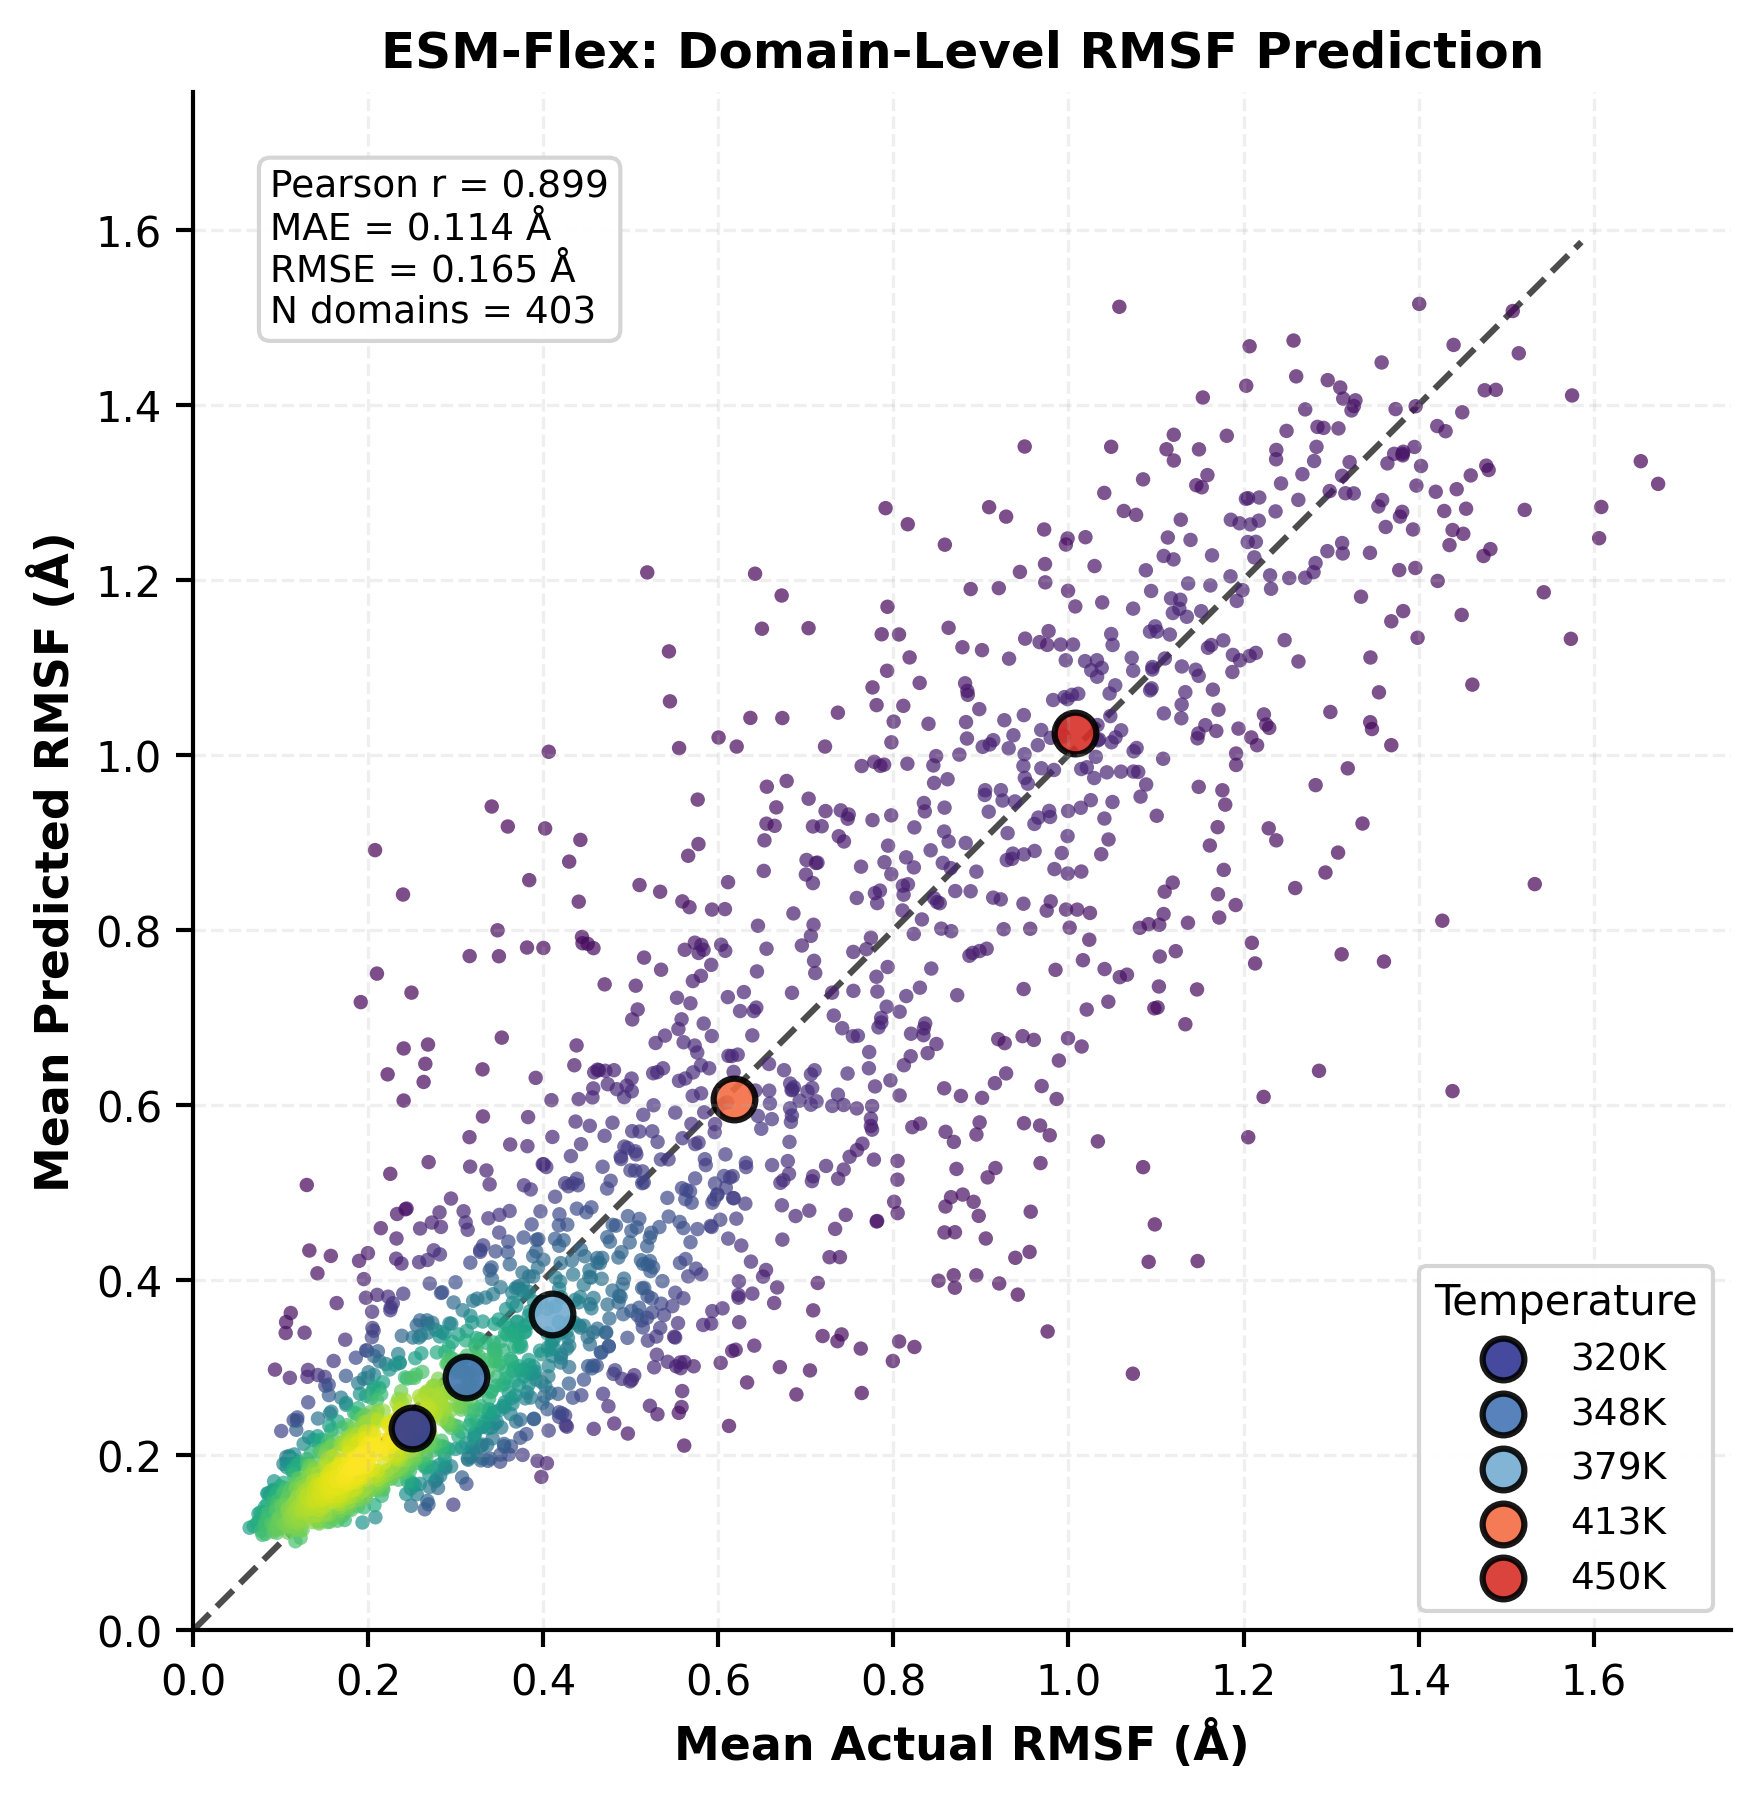 ESM-Flex: Domain-Level RMSF Prediction
Pearson r = 0.899
MAE = 0.114 Å
RMSE = 0.165 Å
N domains = 403
Mean Predicted RMSF (Å)
1.6
1.4
1.2
1.0
0.8
0.6
0.4
0.2
0.0
Temperature
320K
348K
379K
413K
450K
0.0 0.2 0.4 0.6 0.8 1.0 1.2 1.4 1.6
Mean Actual RMSF (Å)